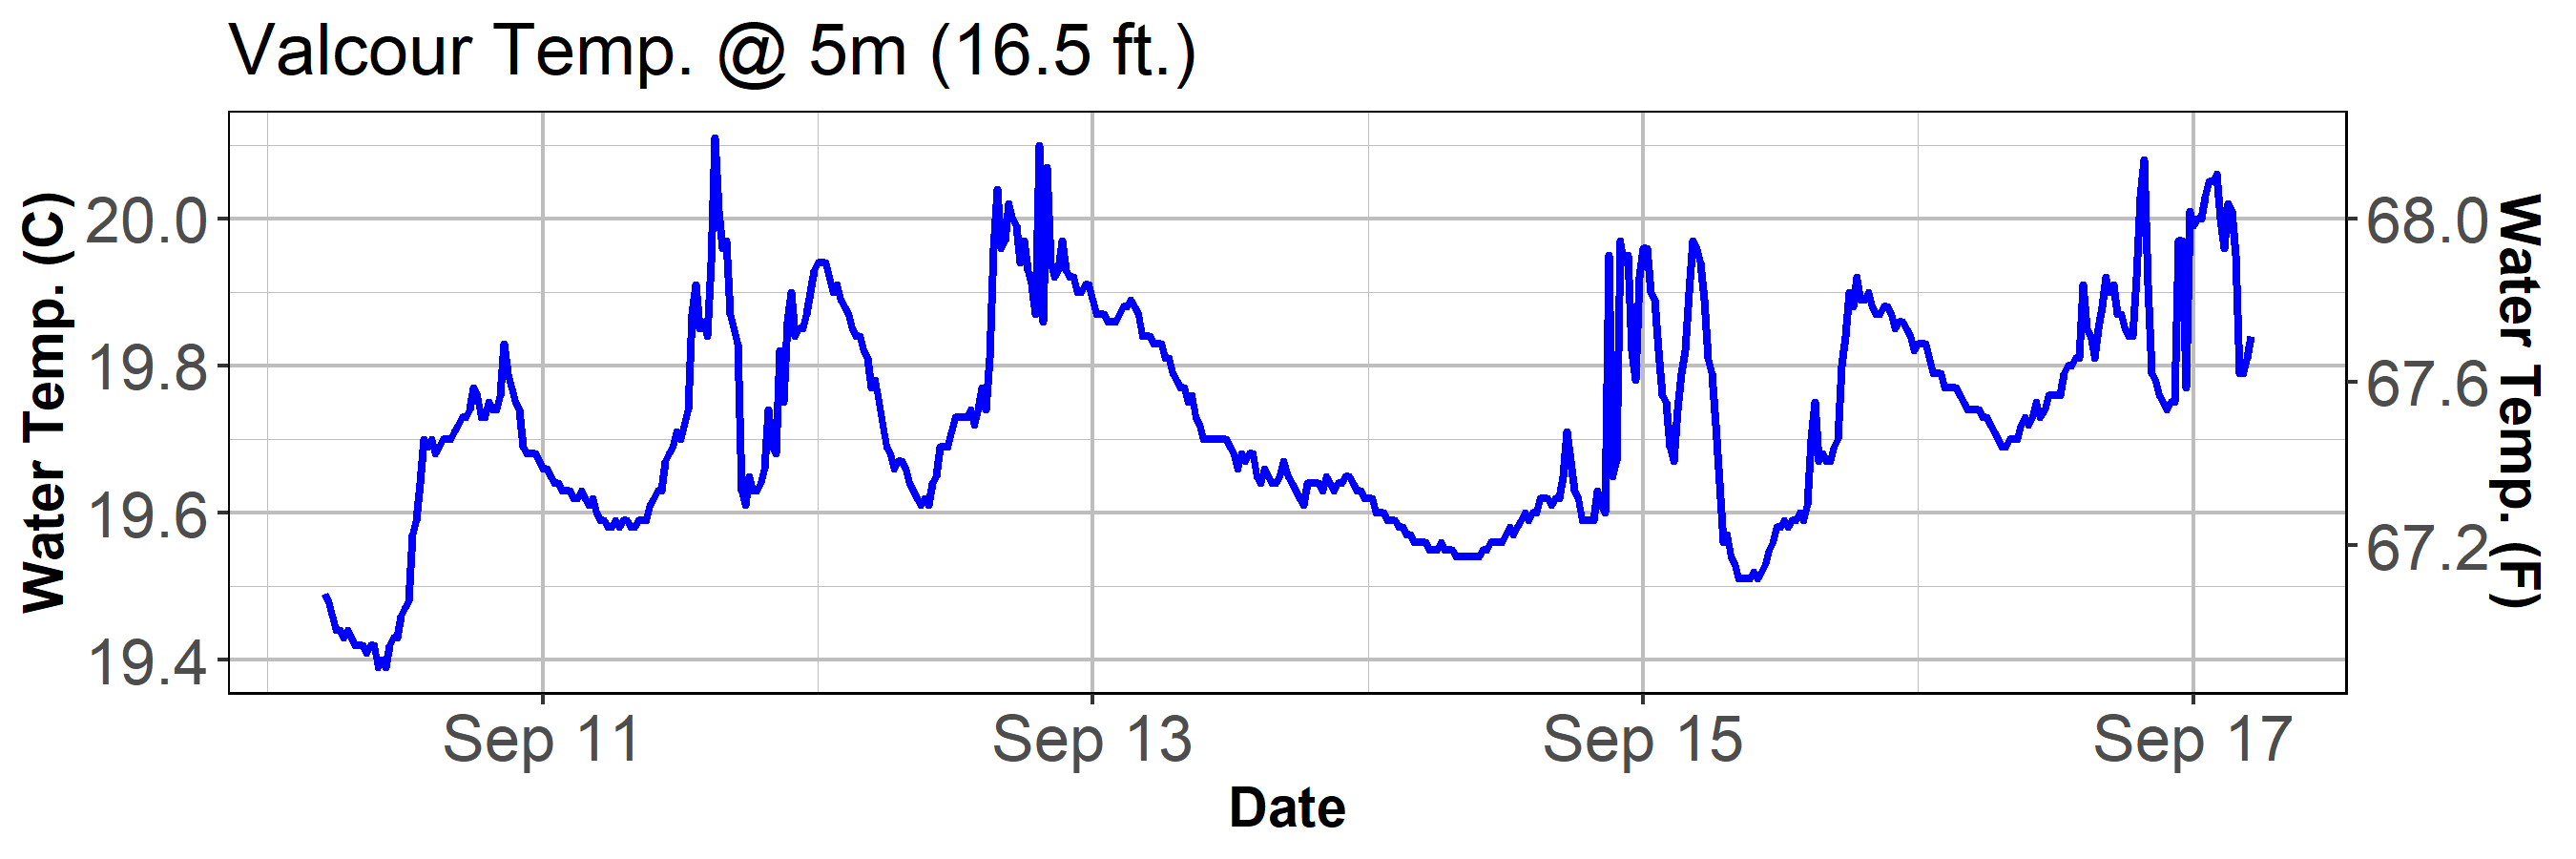 Valcour Temp. @ 5m (16.5 ft.)
Water Temp. (C)
20.0
19.8
19.6
19.4
68.0
67.6
67.2
Water Temp. (F)
Sep 11
Sep 13
Sep 15
Sep 17
Date